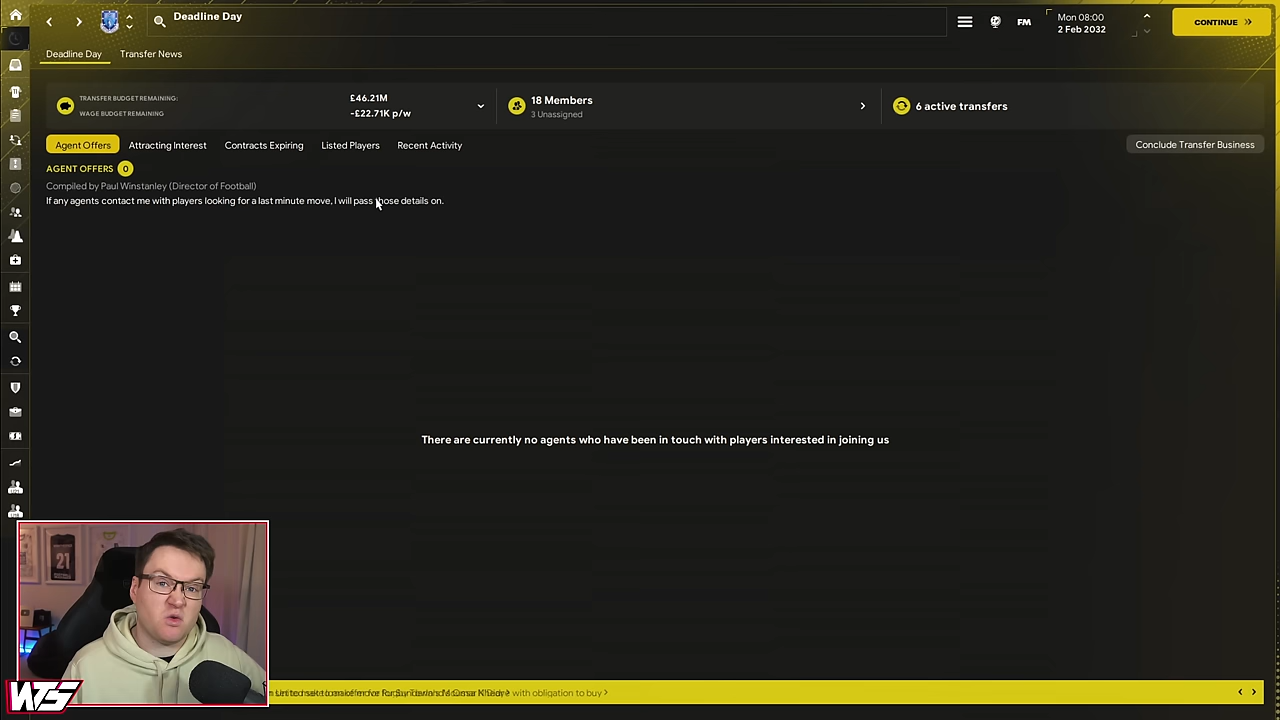 Deadline Day
Mon 08:00
2 Feb 2032
FM
CONTINUE
Deadline Day
Transfer News
TRANSFER BUDGET REMAINING:
£46.21M
WAGE BUDGET REMAINING
-£22.71K p/w
18 Members
3 Unassigned
6 active transfers
Agent Offers
Attracting Interest
Contracts Expiring
Listed Players
Recent Activity
Conclude Transfer Business
AGENT OFFERS 0
Compiled by Paul Winstanley (Director of Football)
If any agents contact me with players looking for a last minute move, I will pass those details on.
There are currently no agents who have been in touch with players interested in joining us
21
with obligation to buy
WTS